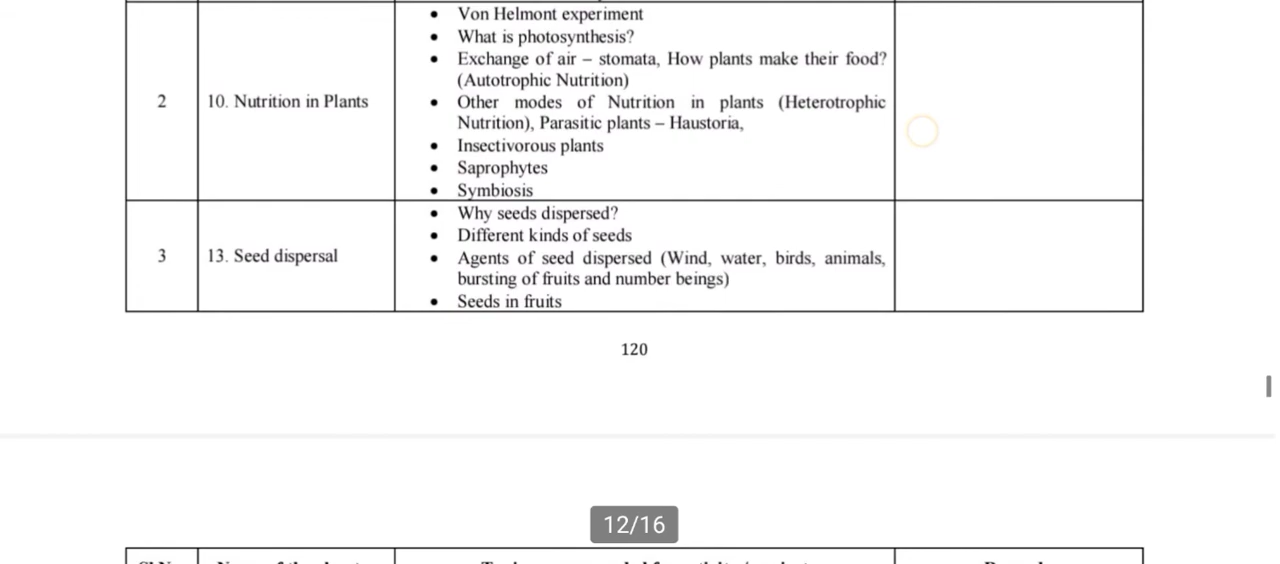 • Von Helmont experiment
• What is photosynthesis?
• Exchange of air – stomata, How plants make their food?
(Autotrophic Nutrition)
2 10. Nutrition in Plants
• Other modes of Nutrition in plants (Heterotrophic
Nutrition), Parasitic plants – Haustoria,
• Insectivorous plants
• Saprophytes
• Symbiosis
• Why seeds dispersed?
• Different kinds of seeds
3 13. Seed dispersal
• Agents of seed dispersed (Wind, water, birds, animals,
bursting of fruits and number beings)
• Seeds in fruits
120
12/16